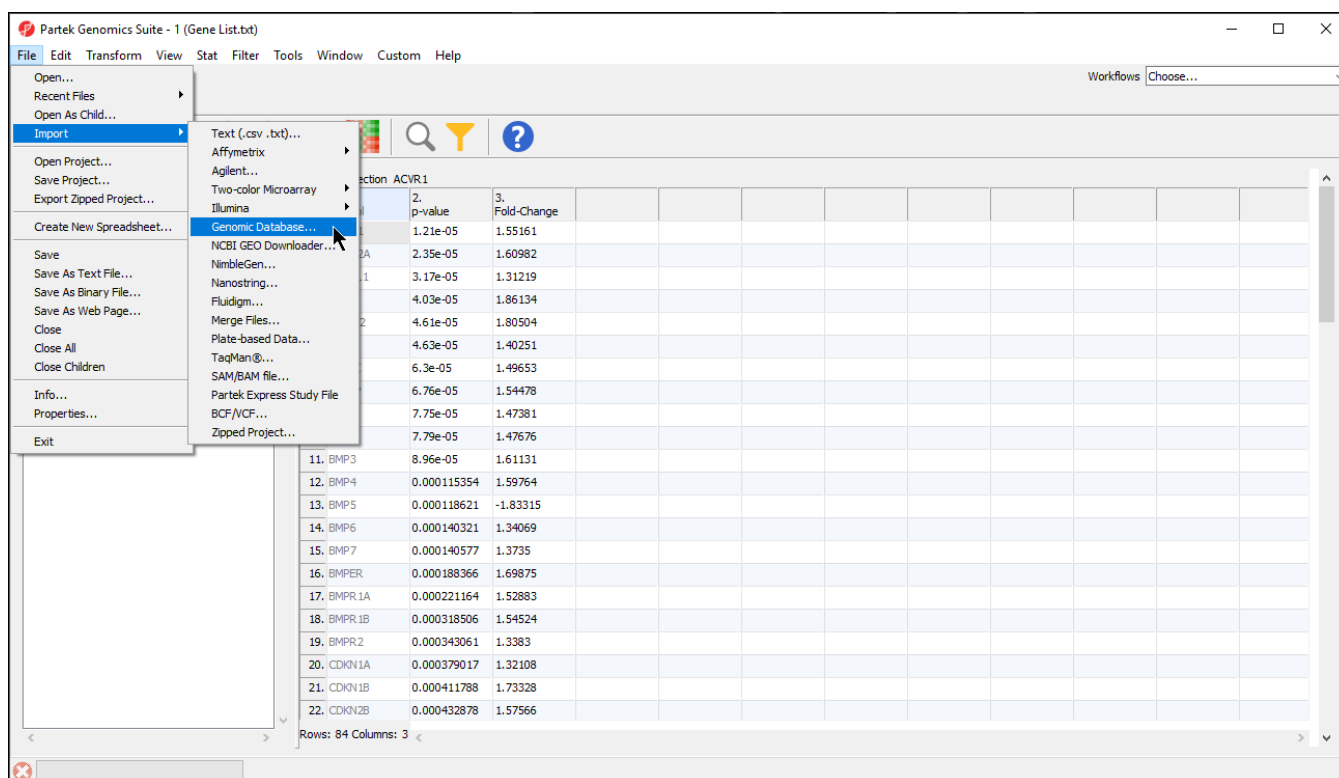 Partek Genomics Suite - 1 (Gene List.txt)
File Edit Transform View Stat Filter Tools Window Custom Help
Workflows Choose...
Open...
Recent Files
Open As Child...
Import
Open Project...
Save Project...
Export Zipped Project...
Create New Spreadsheet...
Save
Save As Text File...
Save As Binary File...
Save As Web Page...
Close
Close All
Close Children
Info...
Properties...
Exit
Text (.csv .txt)...
Affymetrix
Agilent...
Two-color Microarray
Illumina
Genomic Database...
NCBI GEO Downloader...
NimbleGen...
Nanostring...
Fluidigm...
Merge Files...
Plate-based Data...
TaqMan®...
SAM/BAM file...
Partek Express Study File
BCF/VCF...
Zipped Project...
?
ection ACVR1
2. 3.
p-value Fold-Change
1.21e-05 1.55161
2A 2.35e-05 1.60982
.1 3.17e-05 1.31219
4.03e-05 1.86134
2 4.61e-05 1.80504
4.63e-05 1.40251
6.3e-05 1.49653
6.76e-05 1.54478
7.75e-05 1.47381
7.79e-05 1.47676
11. BMP3 8.96e-05 1.61131
12. BMP4 0.000115354 1.59764
13. BMP5 0.000118621 -1.83315
14. BMP6 0.000140321 1.34069
15. BMP7 0.000140577 1.3735
16. BMPER 0.000188366 1.69875
17. BMPR1A 0.000221164 1.52883
18. BMPR1B 0.000318506 1.54524
19. BMPR2 0.000343061 1.3383
20. CDKN1A 0.000379017 1.32108
21. CDKN1B 0.000411788 1.73328
22. CDKN2B 0.000432878 1.57566
Rows: 84 Columns: 3